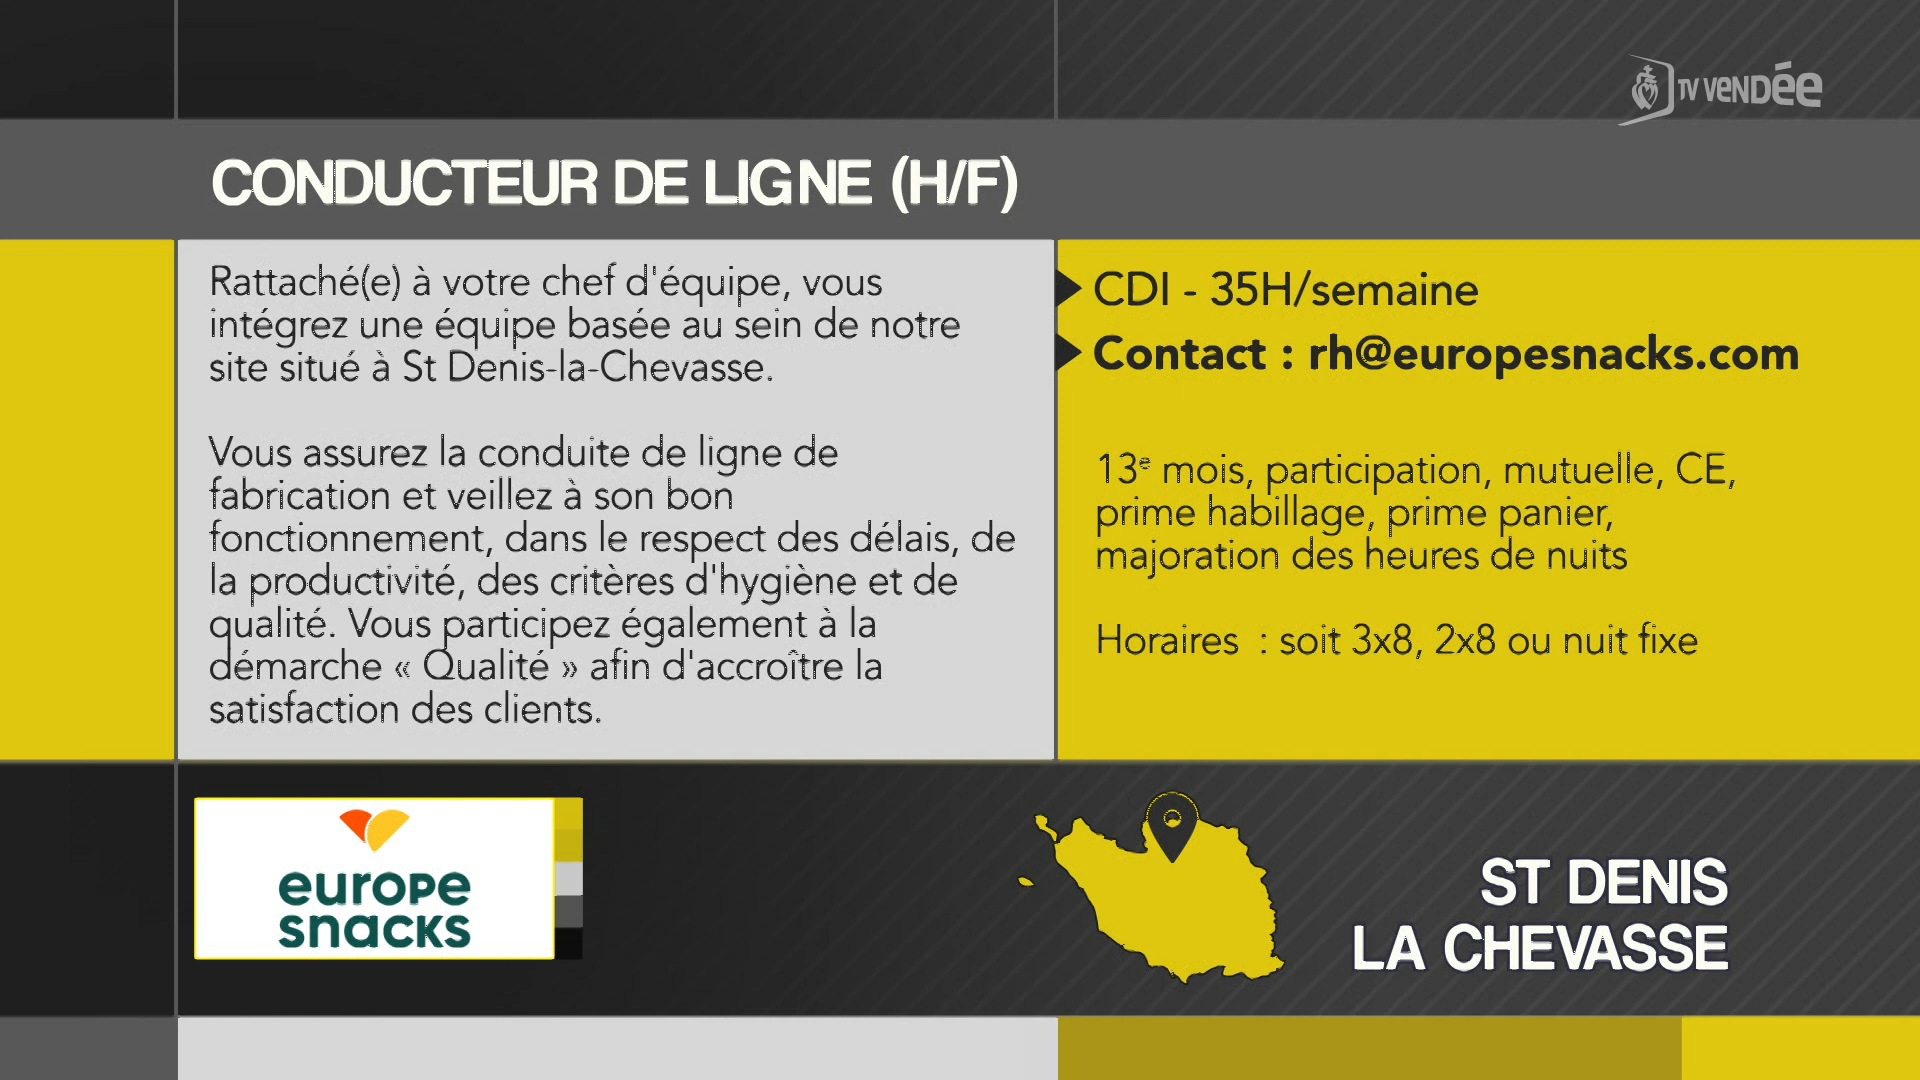 TV VENDÉE
CONDUCTEUR DE LIGNE (H/F)
Rattaché(e) à votre chef d'équipe, vous
intégrez une équipe basée au sein de notre
site situé à St Denis-la-Chevasse.
Vous assurez la conduite de ligne de
fabrication et veillez à son bon
fonctionnement, dans le respect des délais, de
la productivité, des critères d'hygiène et de
qualité. Vous participez également à la
démarche « Qualité » afin d'accroître la
satisfaction des clients.
CDI - 35H/semaine
Contact : rh@europesnacks.com
13e mois, participation, mutuelle, CE,
prime habillage, prime panier,
majoration des heures de nuits
Horaires  : soit 3x8, 2x8 ou nuit fixe
europe
snacks
ST DENIS
LA CHEVASSE